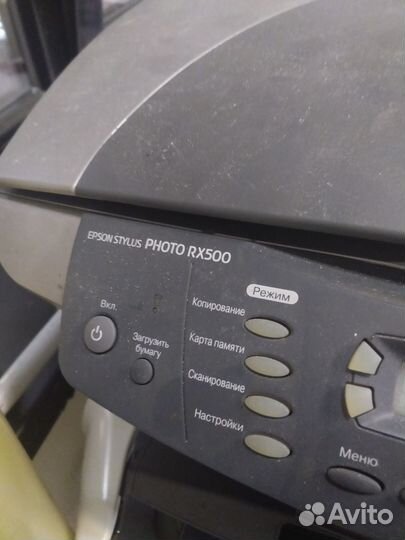 EPSON STYLUS PHOTO RX500
Режим
Вкл.
Загрузить
бумагу
Копирование
Карта памяти
Сканирование
Настройки
Меню
Avito